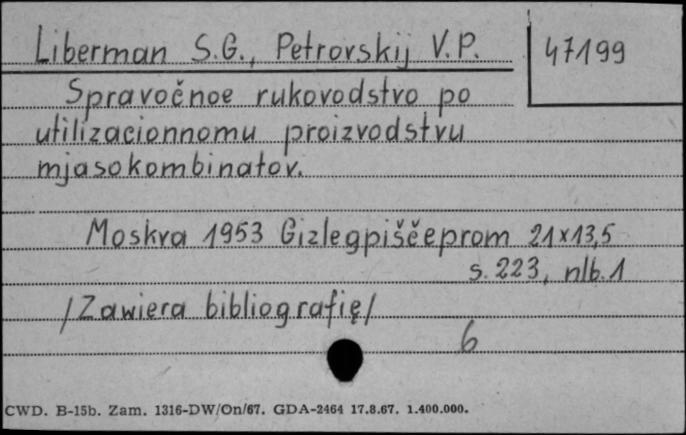 Liberman S.G., Petrovskij V.P.
47199
Spravočnoe rukovodstvo po
utilizacionnomu proizvodstvu
mjasokombinatov.
Moskva 1953 Gizlegpiščeprom 21x13,5
s. 223, nlb. 1
/Zawiera bibliografię/
6
CWD. B-15b. Zam. 1316-DW/On/67. GDA-2464 17.8.67. 1.400.000.